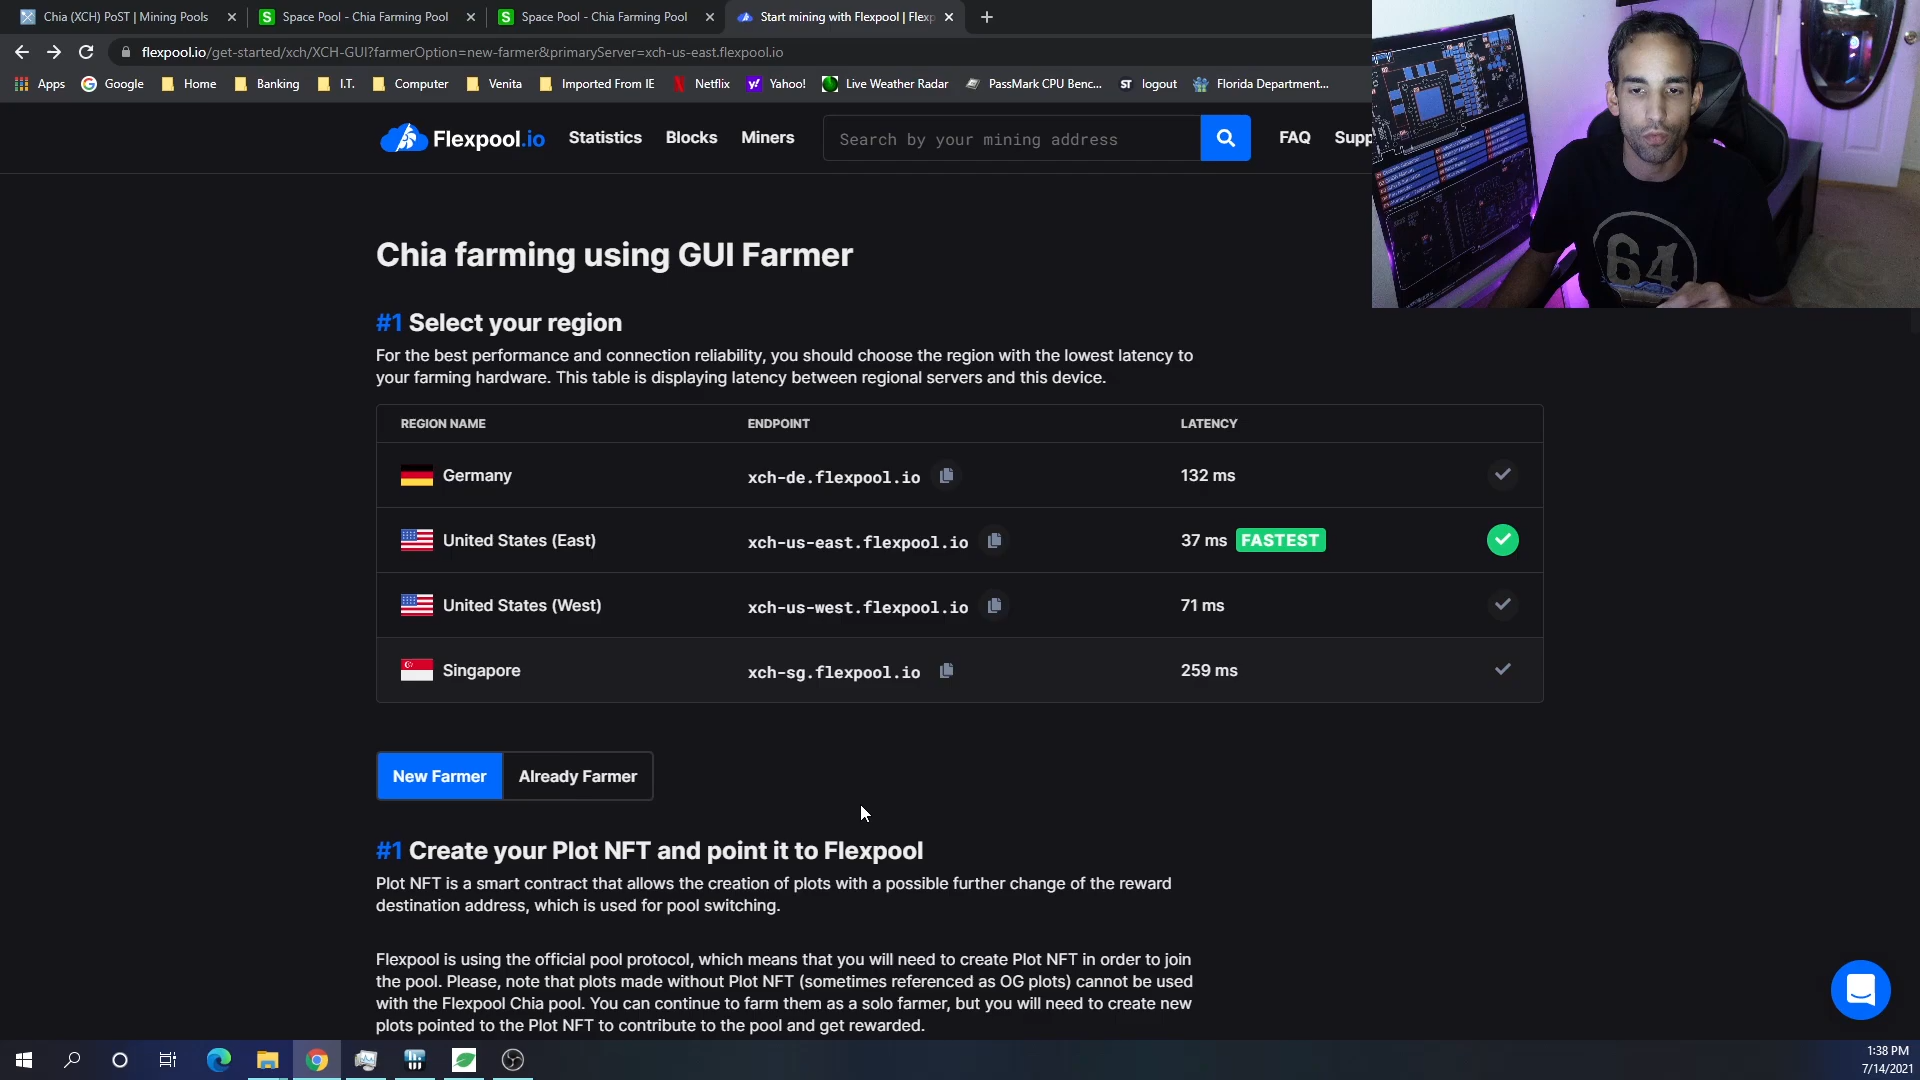 Chia (XCH) PoST | Mining Pools
Space Pool - Chia Farming Pool
Space Pool - Chia Farming Pool
Start mining with Flexpool | Flexp
flexpool.io/get-started/xch/XCH-GUI?farmerOption=new-farmer&primaryServer=xch-us-east.flexpool.io
Apps Google Home Banking I.T. Computer Venita Imported From IE Netflix Yahoo! Live Weather Radar PassMark CPU Benc... ST logout Florida Department...
Flexpool.io Statistics Blocks Miners Search by your mining address FAQ Supp
64
Chia farming using GUI Farmer
#1 Select your region
For the best performance and connection reliability, you should choose the region with the lowest latency to
your farming hardware. This table is displaying latency between regional servers and this device.
REGION NAME ENDPOINT LATENCY
Germany xch-de.flexpool.io 132 ms
United States (East) xch-us-east.flexpool.io 37 ms FASTEST
United States (West) xch-us-west.flexpool.io 71 ms
Singapore xch-sg.flexpool.io 259 ms
New Farmer Already Farmer
#1 Create your Plot NFT and point it to Flexpool
Plot NFT is a smart contract that allows the creation of plots with a possible further change of the reward
destination address, which is used for pool switching.
Flexpool is using the official pool protocol, which means that you will need to create Plot NFT in order to join
the pool. Please, note that plots made without Plot NFT (sometimes referenced as OG plots) cannot be used
with the Flexpool Chia pool. You can continue to farm them as a solo farmer, but you will need to create new
plots pointed to the Plot NFT to contribute to the pool and get rewarded.
1:38 PM
7/14/2021